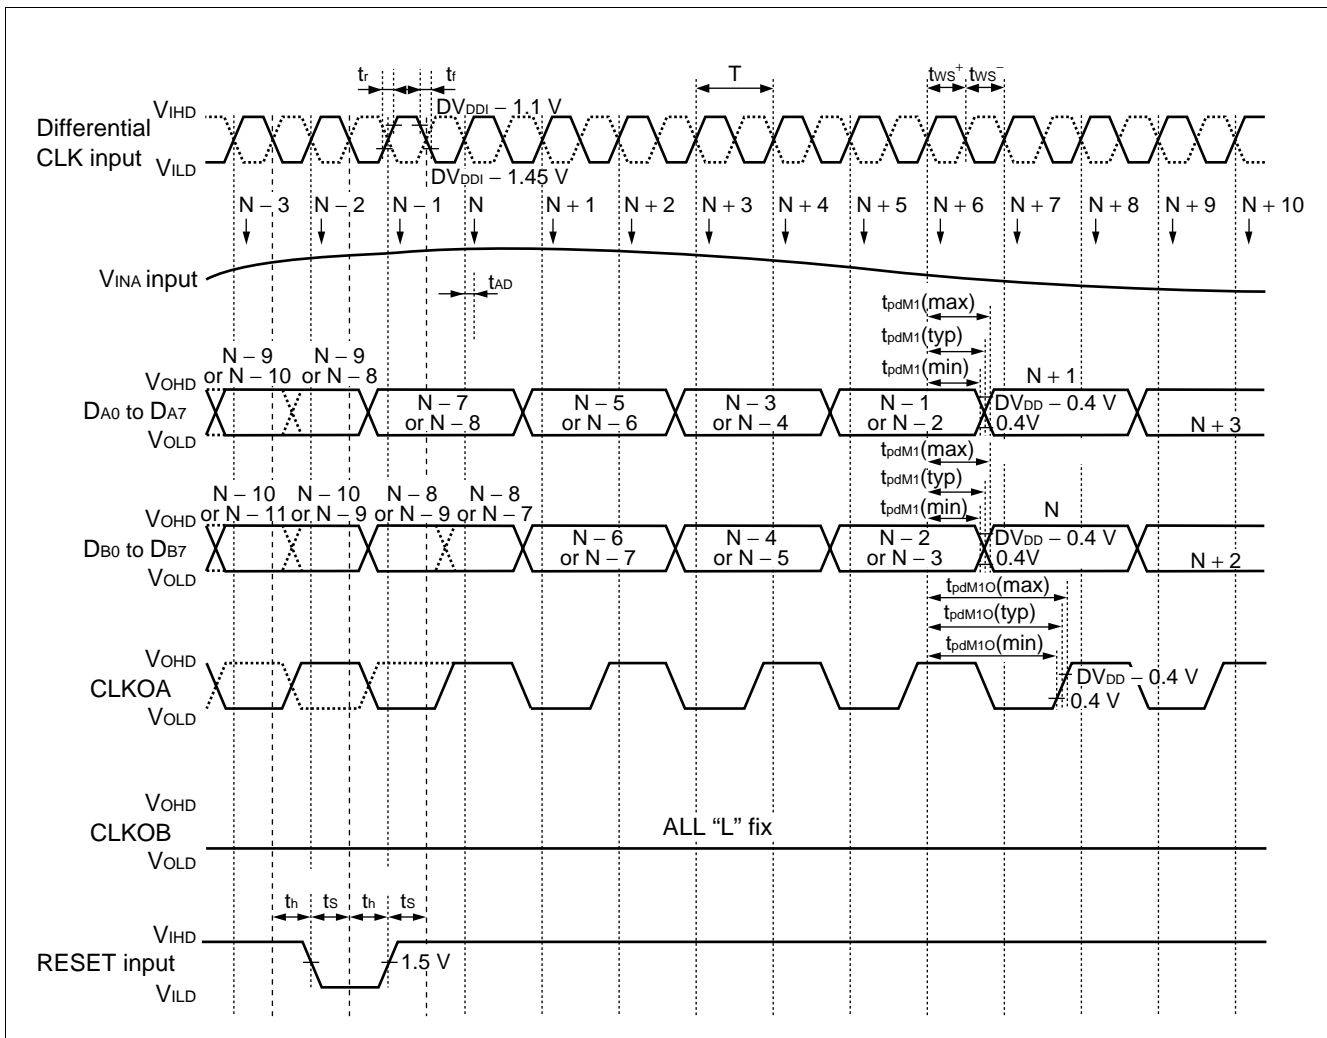 tr tf T tWS+ tWS−
VIHD
DVDDI – 1.1 V
Differential
CLK input
VILD
DVDDI – 1.45 V
N – 3 N – 2 N – 1 N N + 1 N + 2 N + 3 N + 4 N + 5 N + 6 N + 7 N + 8 N + 9 N + 10
VINA input
tAD
tpdM1(max)
tpdM1(typ)
tpdM1(min)
N – 9 N – 9
or N – 10 or N – 8
N + 1
VOHD
DA0 to DA7
VOLD
N – 7 N – 5 N – 3 N – 1 DVDD – 0.4 V
or N – 8 or N – 6 or N – 4 or N – 2 0.4V N + 3
tpdM1(max)
tpdM1(typ)
tpdM1(min)
N – 10 N – 10 N – 8 N – 8
or N – 11 or N – 9 or N – 9 or N – 7
N
VOHD
DB0 to DB7
VOLD
N – 6 N – 4 N – 2 DVDD – 0.4 V
or N – 7 or N – 5 or N – 3 0.4V N + 2
tpdM1O(max)
tpdM1O(typ)
tpdM1O(min)
VOHD
CLKOA
VOLD
DVDD – 0.4 V
0.4 V
VOHD
CLKOB
VOLD
ALL “L” fix
th tS th tS
VIHD
RESET input
VILD
1.5 V